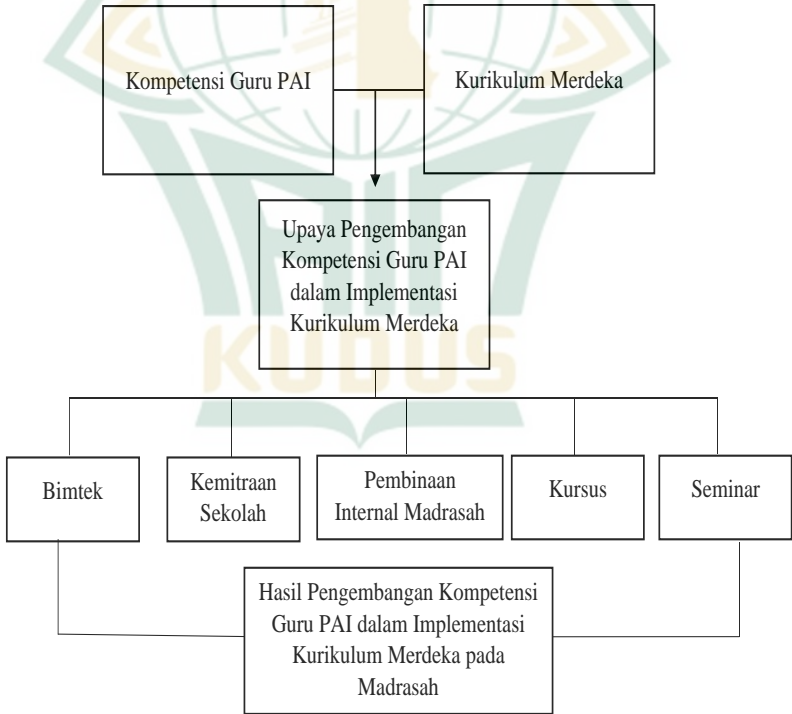 Kompetensi Guru PAI
Kurikulum Merdeka
Upaya Pengembangan
Kompetensi Guru PAI
dalam Implementasi
Kurikulum Merdeka
KUDUS
Bimtek
Kemitraan
Sekolah
Pembinaan
Internal Madrasah
Kursus
Seminar
Hasil Pengembangan Kompetensi
Guru PAI dalam Implementasi
Kurikulum Merdeka pada
Madrasah